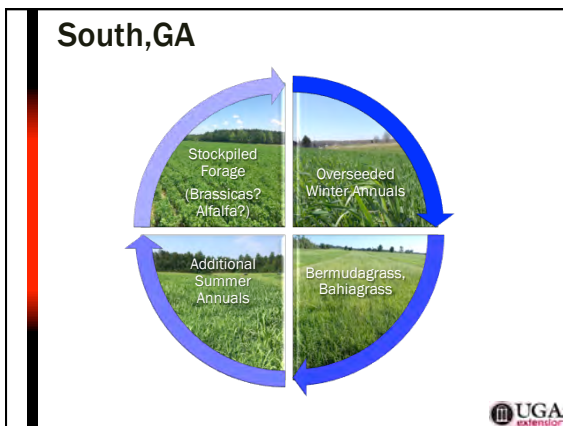 South,GA
Stockpiled
Forage
(Brassicas?
Alfalfa?)
Overseeded
Winter Annuals
Additional
Summer
Annuals
Bermudagrass,
Bahiagrass
UGA
extension